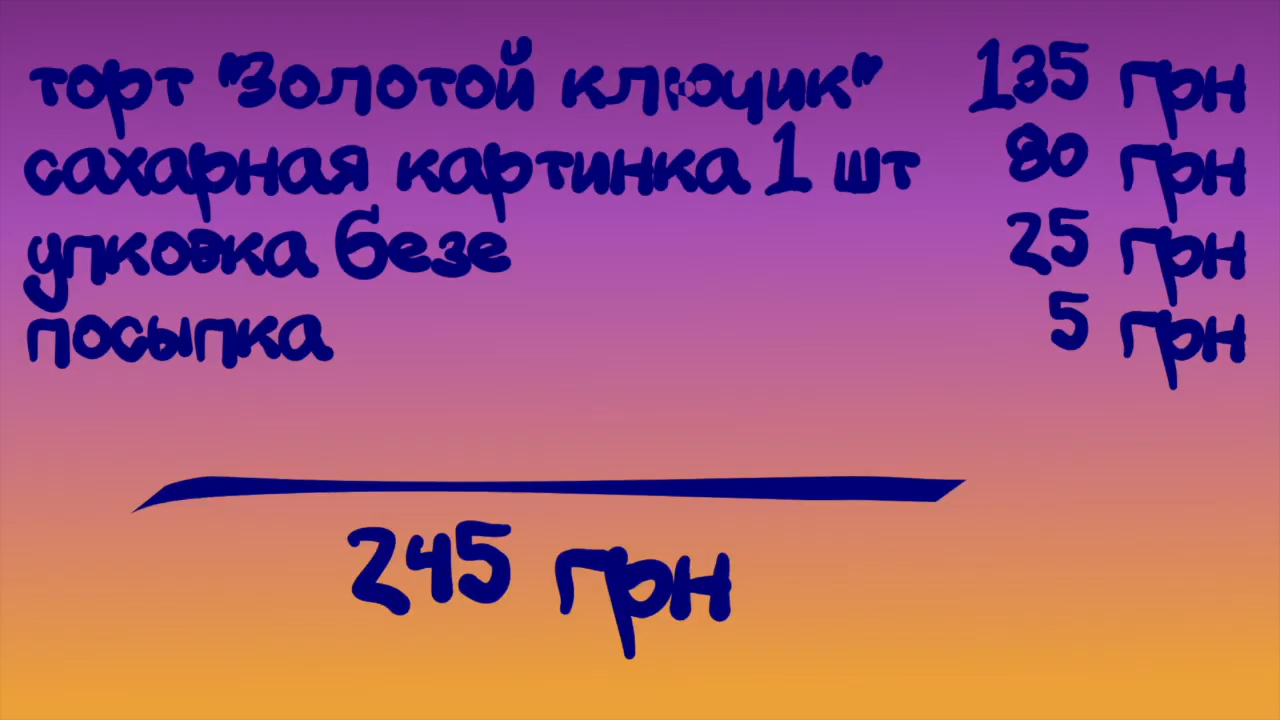 торт "Золотой ключик" 135 грн
сахарная картинка 1 шт 80 грн
упковка безе 25 грн
посыпка 5 грн
245 грн